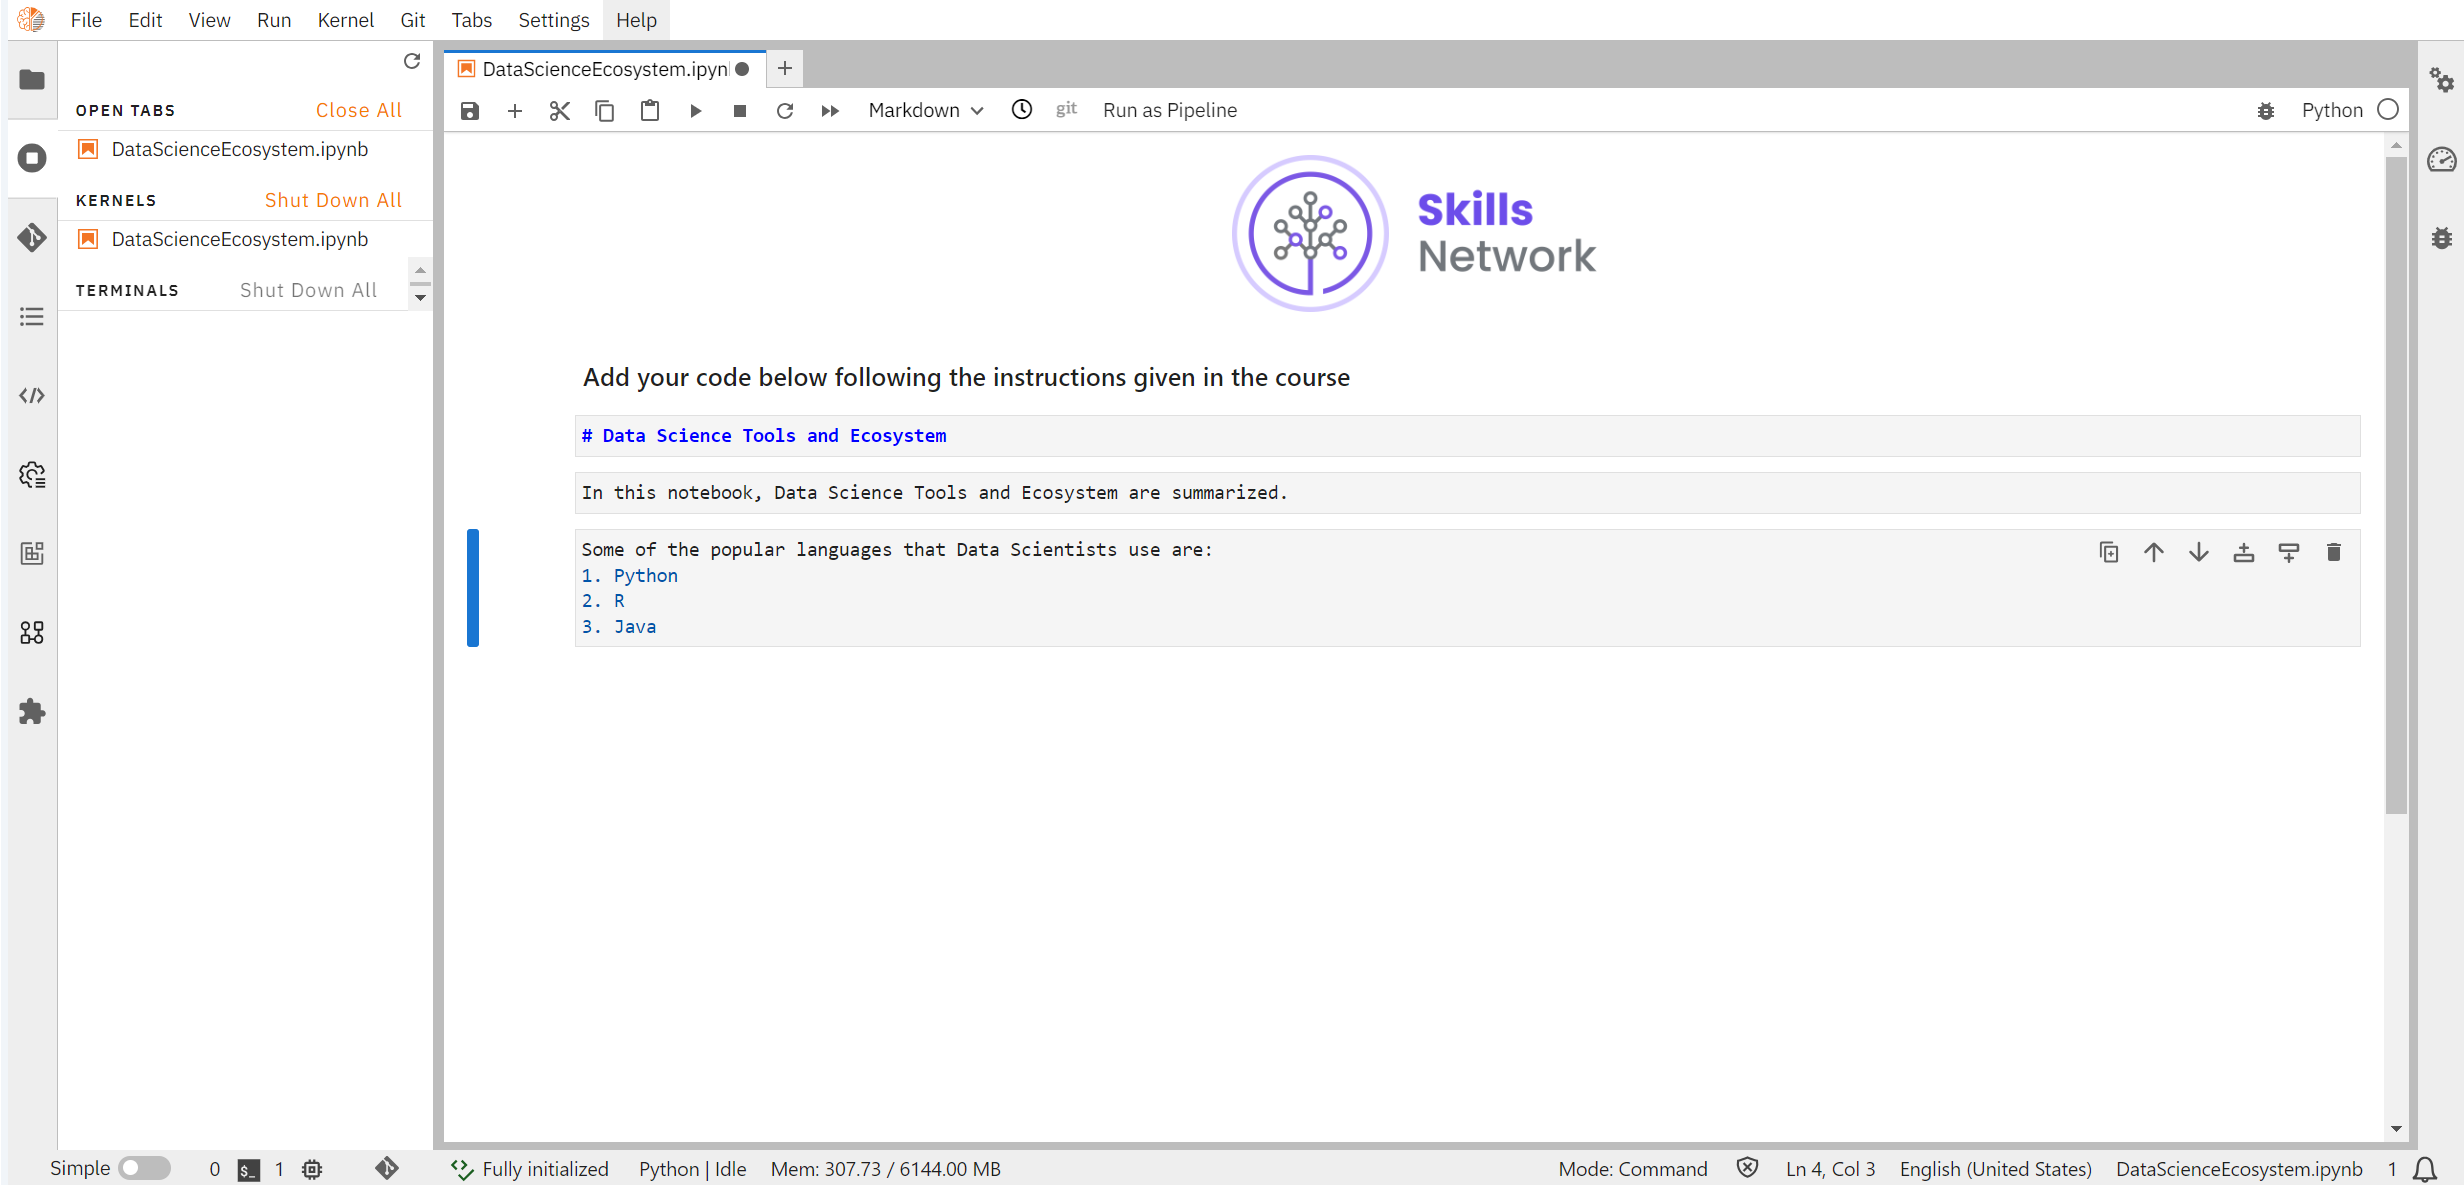 File Edit View Run Kernel Git Tabs Settings Help
OPEN TABS Close All
DataScienceEcosystem.ipynb
KERNELS Shut Down All
DataScienceEcosystem.ipynb
TERMINALS Shut Down All
DataScienceEcosystem.ipyn
Markdown git Run as Pipeline Python
Skills
Network
Add your code below following the instructions given in the course
# Data Science Tools and Ecosystem
In this notebook, Data Science Tools and Ecosystem are summarized.
Some of the popular languages that Data Scientists use are:
1. Python
2. R
3. Java
Simple 0 $_ 1 Fully initialized Python | Idle Mem: 307.73 / 6144.00 MB Mode: Command Ln 4, Col 3 English (United States) DataScienceEcosystem.ipynb 1